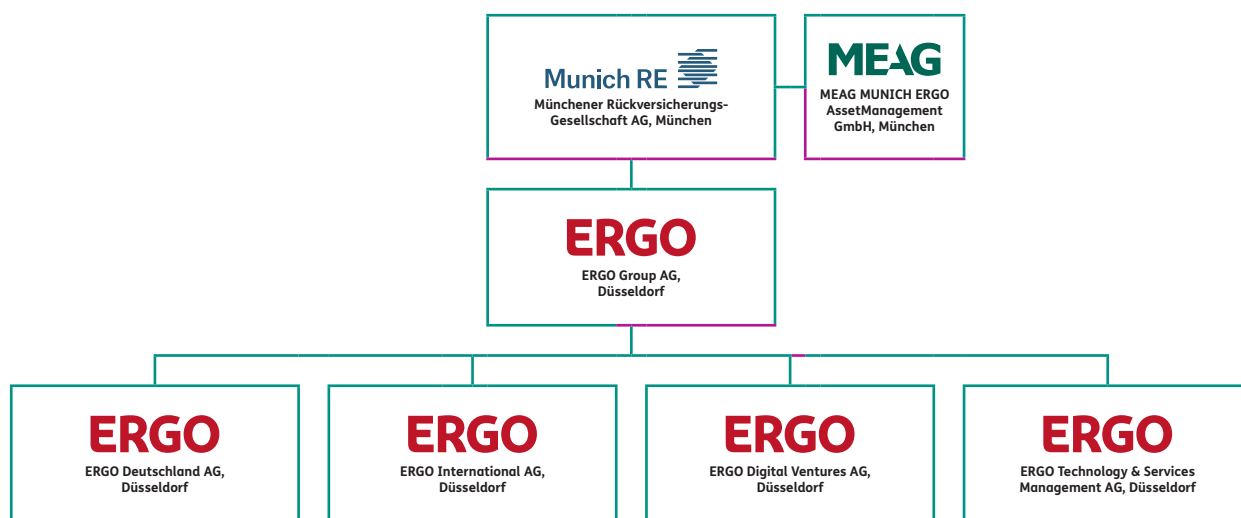 Munich RE
Münchener Rückversicherungs-
Gesellschaft AG, München
MEAG
MEAG MUNICH ERGO
AssetManagement
GmbH, München
ERGO
ERGO Group AG,
Düsseldorf
ERGO
ERGO Deutschland AG,
Düsseldorf
ERGO
ERGO International AG,
Düsseldorf
ERGO
ERGO Digital Ventures AG,
Düsseldorf
ERGO
ERGO Technology & Services
Management AG, Düsseldorf